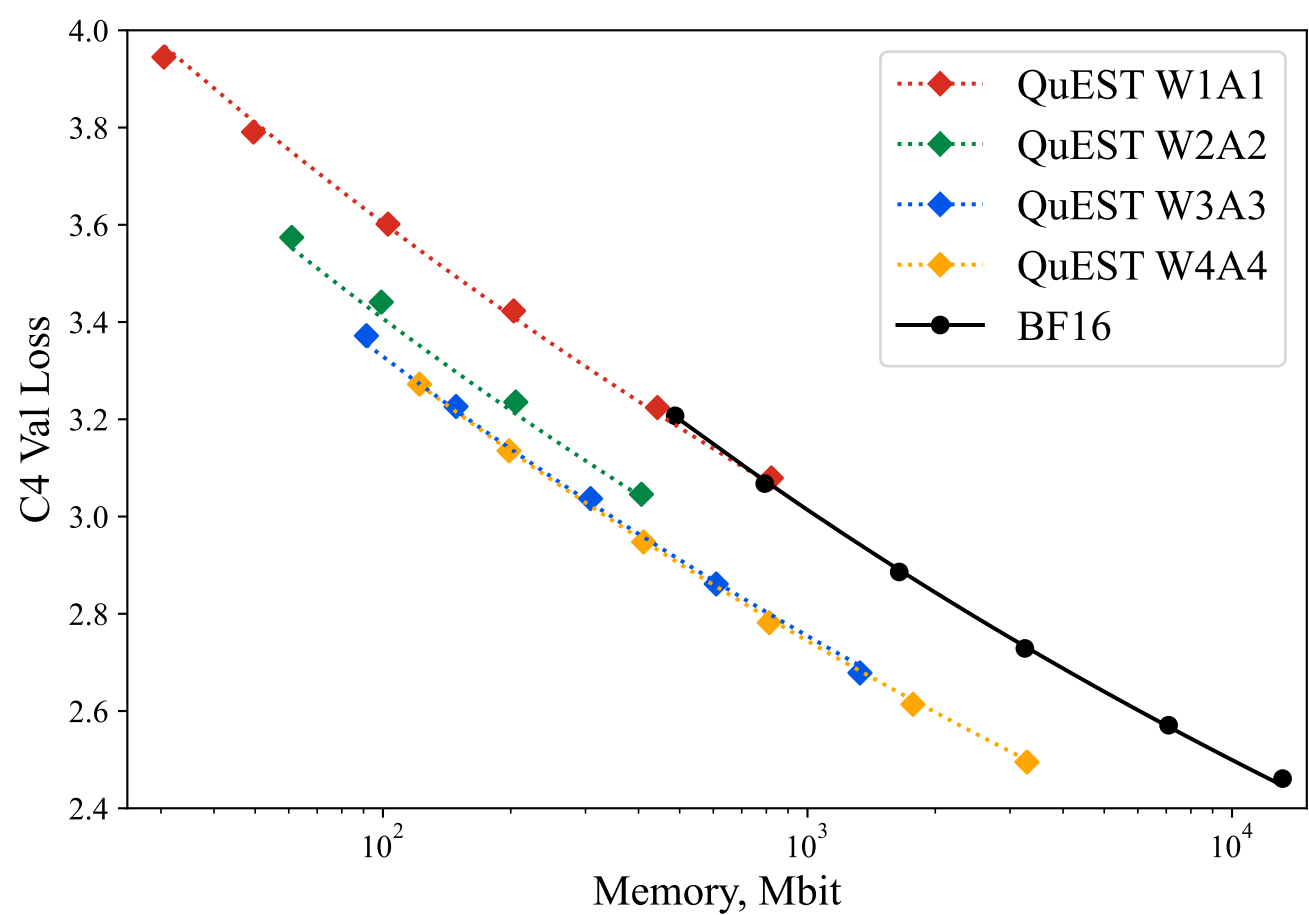 4.0
3.8
3.6
3.4
3.2
3.0
2.8
2.6
2.4
C4 Val Loss
QuEST W1A1
QuEST W2A2
QuEST W3A3
QuEST W4A4
BF16
10²
10³
10⁴
Memory, Mbit